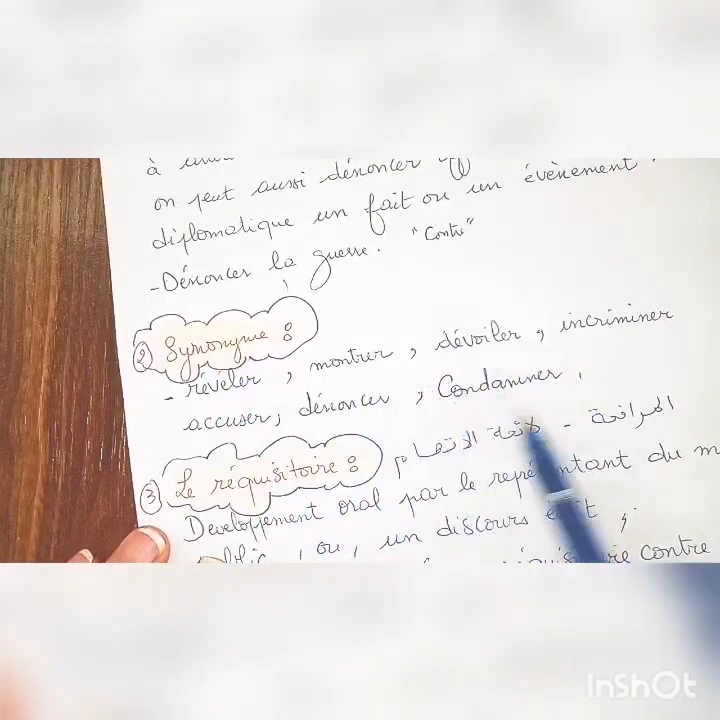 à
on peut aussi dénoncer
diplomatique un fait ou un évènement.
- Dénoncer la guerre. "Contre"
② Synonyme :
- révéler, montrer, dévoiler, incriminer
accuser, dénoncer, Condamner.
③ Le réquisitoire : لائحة الاتهام - المرافعة
Developpement oral par le représentant du m
ou, un discours écrit
contre
InShOt